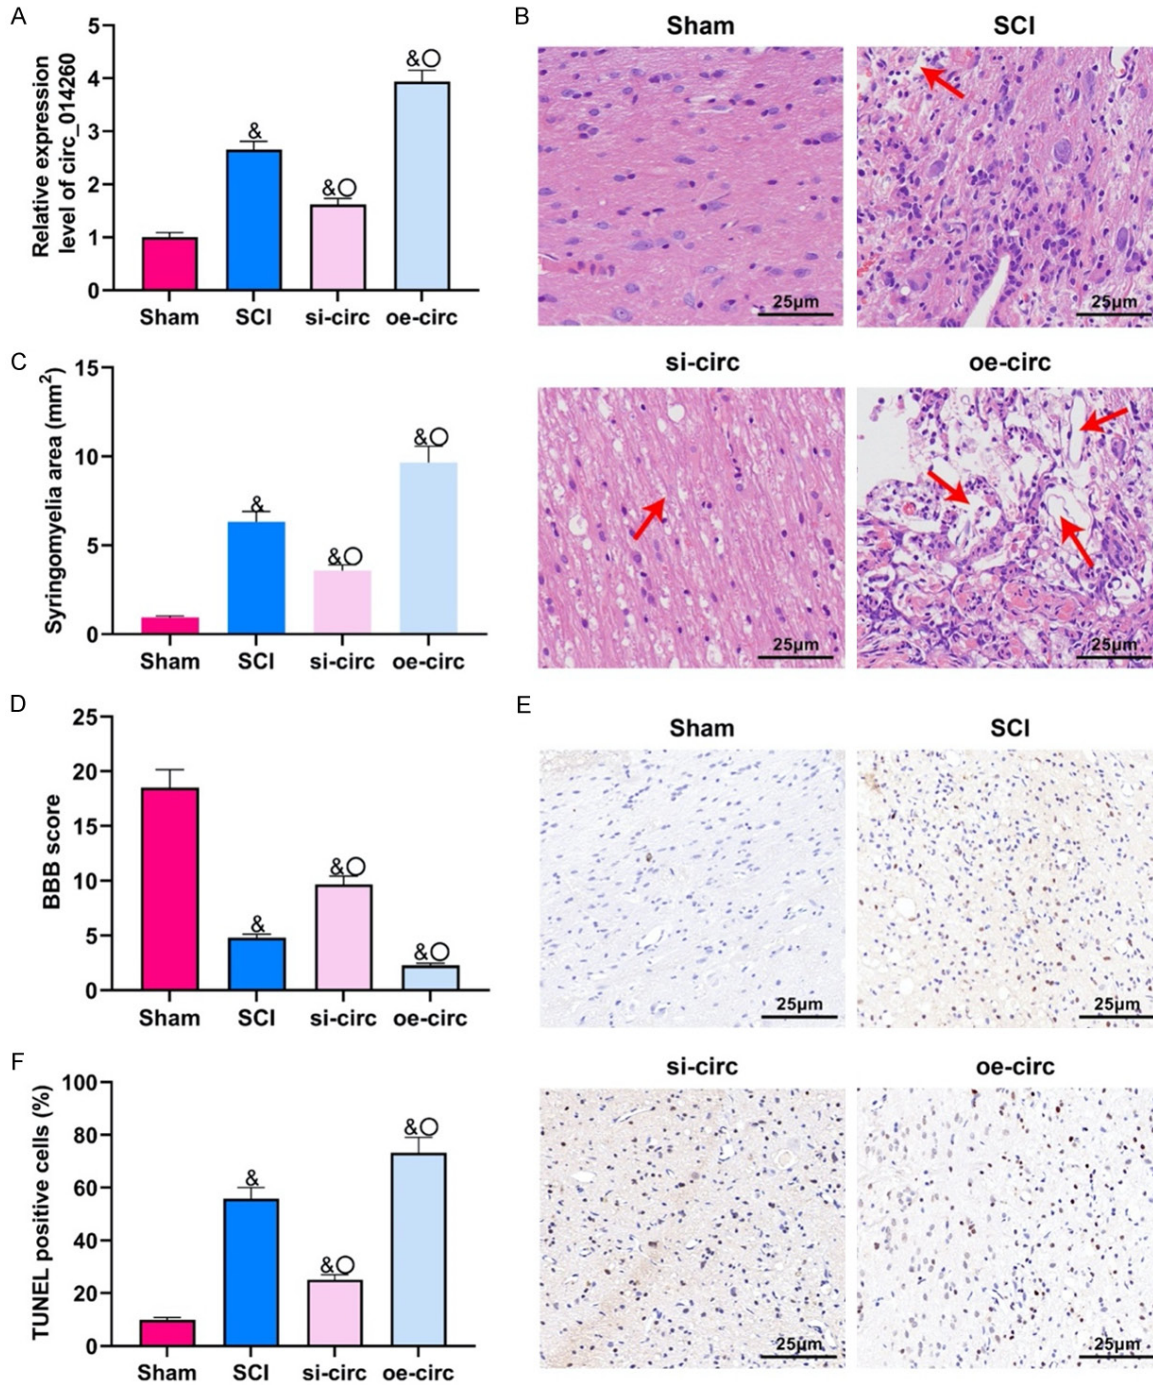 A
Relative expression
level of circ_014260
5
4
3
2
1
0
&
&O
&O
Sham
SCI
si-circ
oe-circ
B
Sham
SCI
25μm
25μm
si-circ
oe-circ
25μm
25μm
C
Syringomyelia area (mm²)
15
10
5
0
&
&O
&O
Sham
SCI
si-circ
oe-circ
D
BBB score
25
20
15
10
5
0
&
&O
&O
Sham
SCI
si-circ
oe-circ
E
Sham
SCI
25μm
25μm
si-circ
oe-circ
25μm
25μm
F
TUNEL positive cells (%)
100
80
60
40
20
0
&
&O
&O
Sham
SCI
si-circ
oe-circ